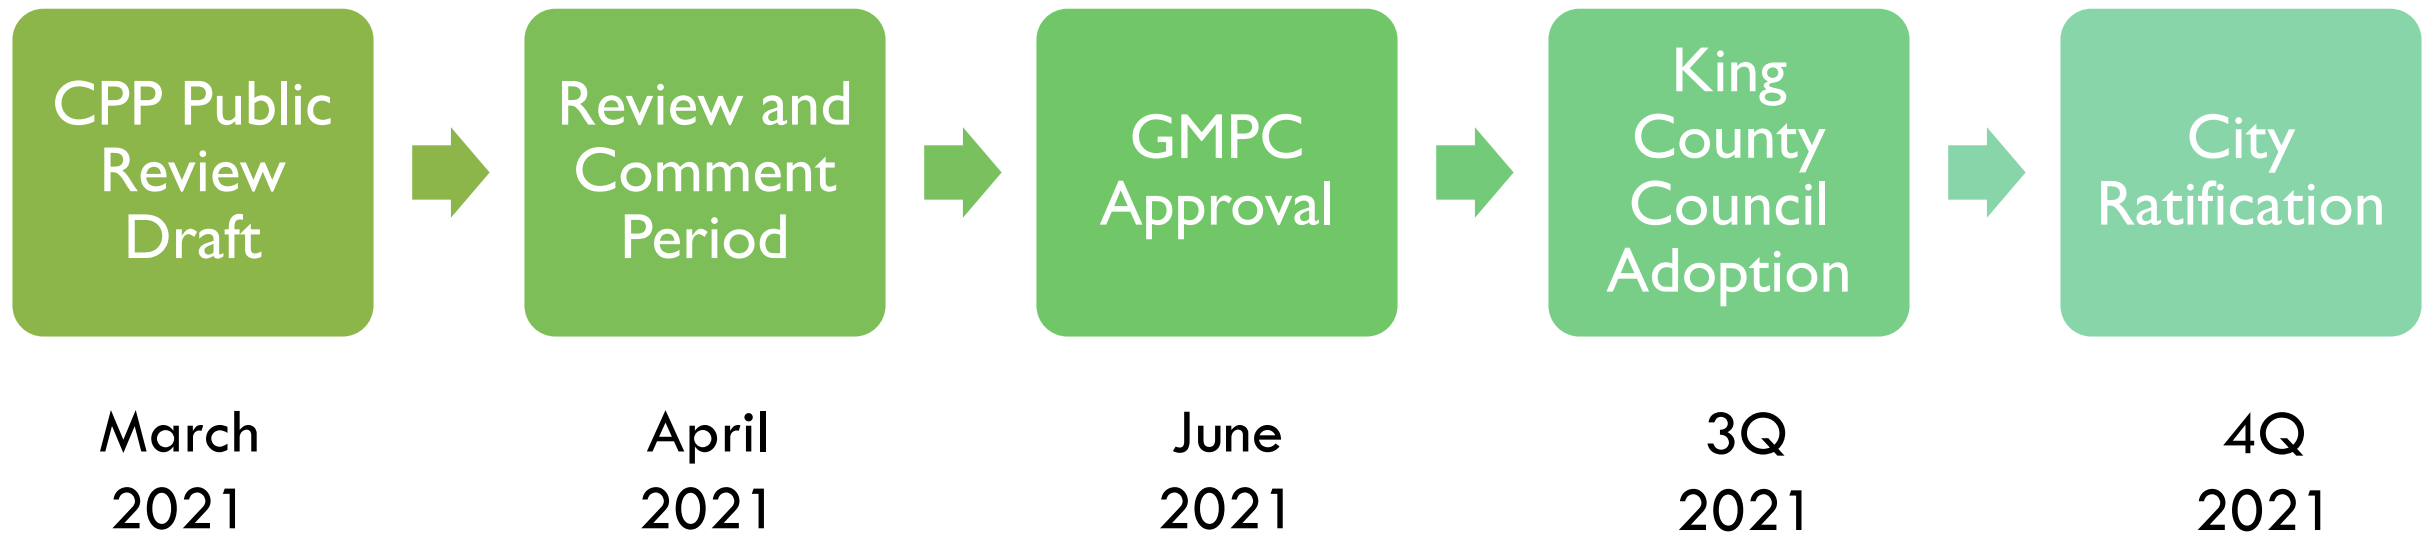 CPP Public
Review
Draft
Review and
Comment
Period
GMPC
Approval
King
County
Council
Adoption
City
Ratification
March
2021
April
2021
June
2021
3Q
2021
4Q
2021